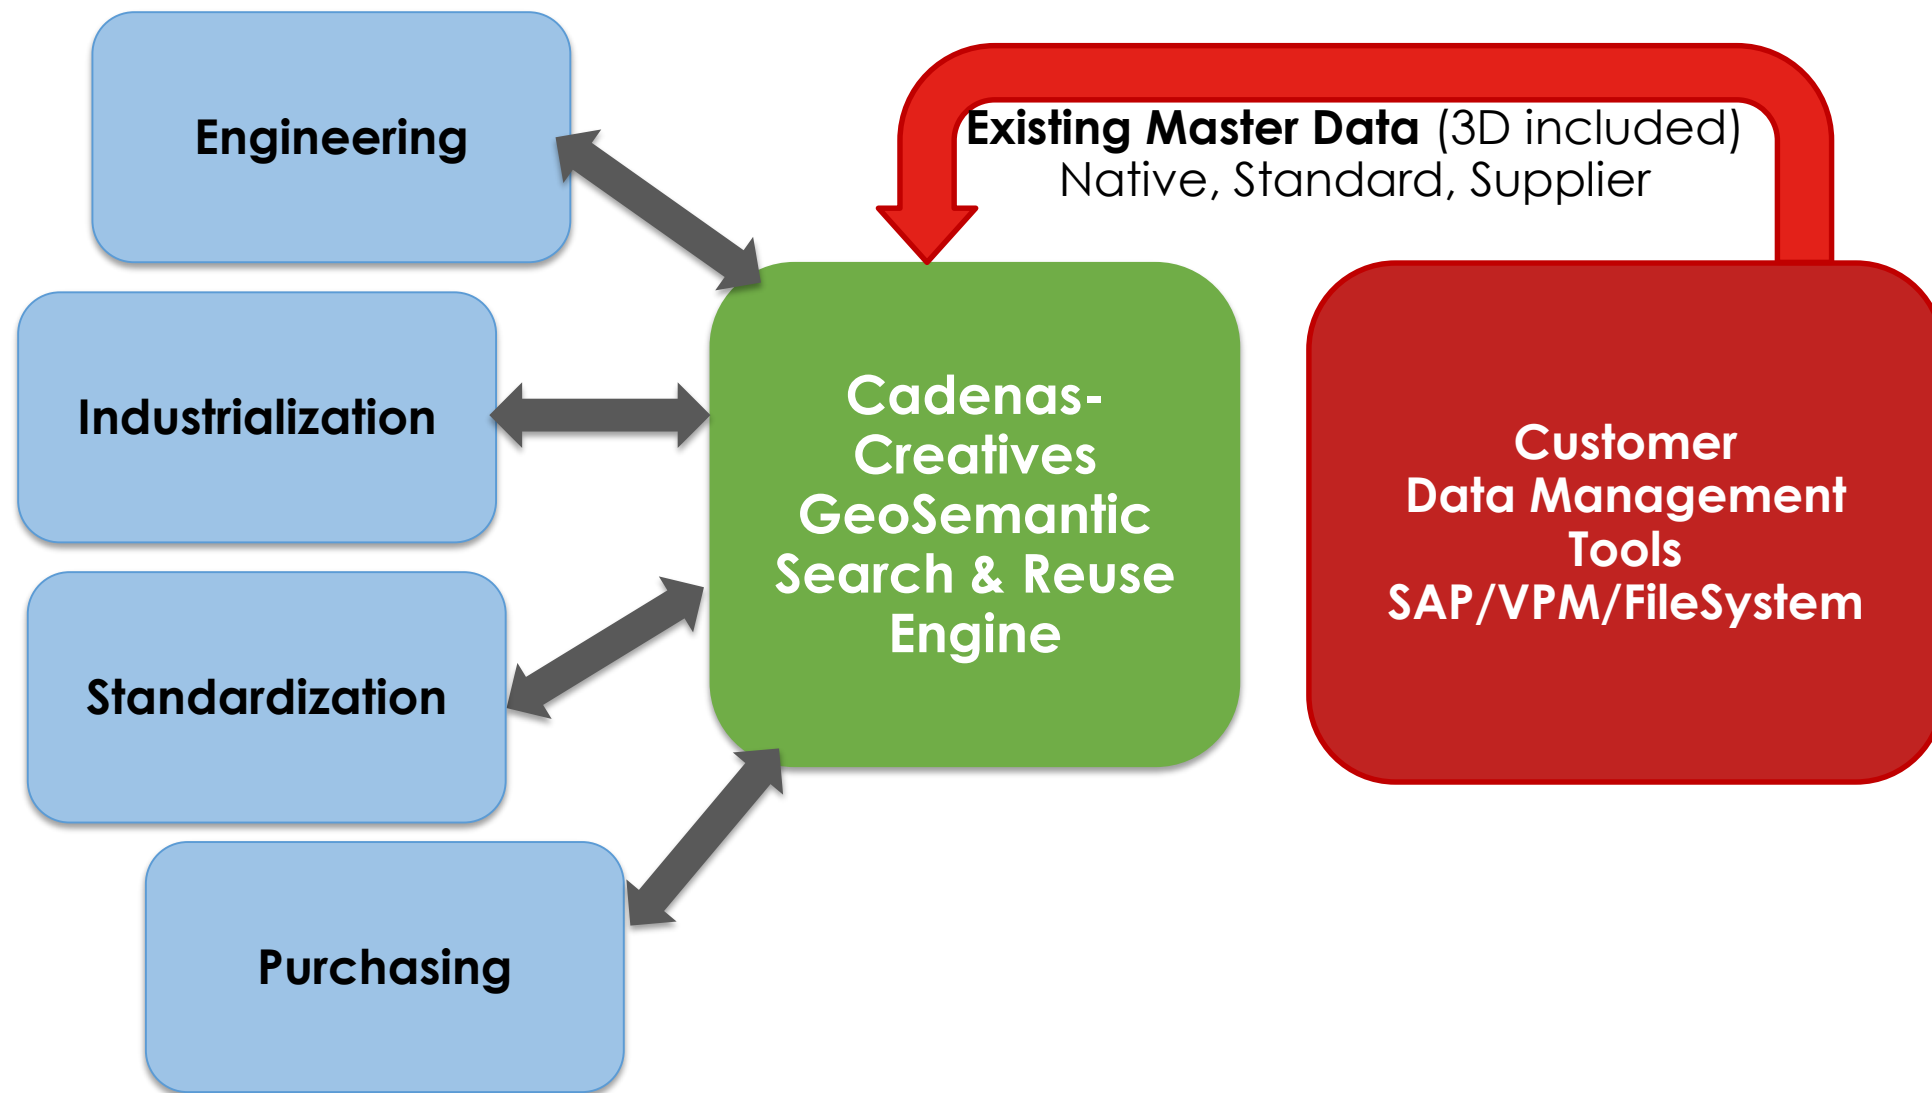 Engineering
Existing Master Data (3D included)
Native, Standard, Supplier
Industrialization
Cadenas-
Creatives
GeoSemantic
Search & Reuse
Engine
Customer
Data Management
Tools
SAP/VPM/FileSystem
Standardization
Purchasing